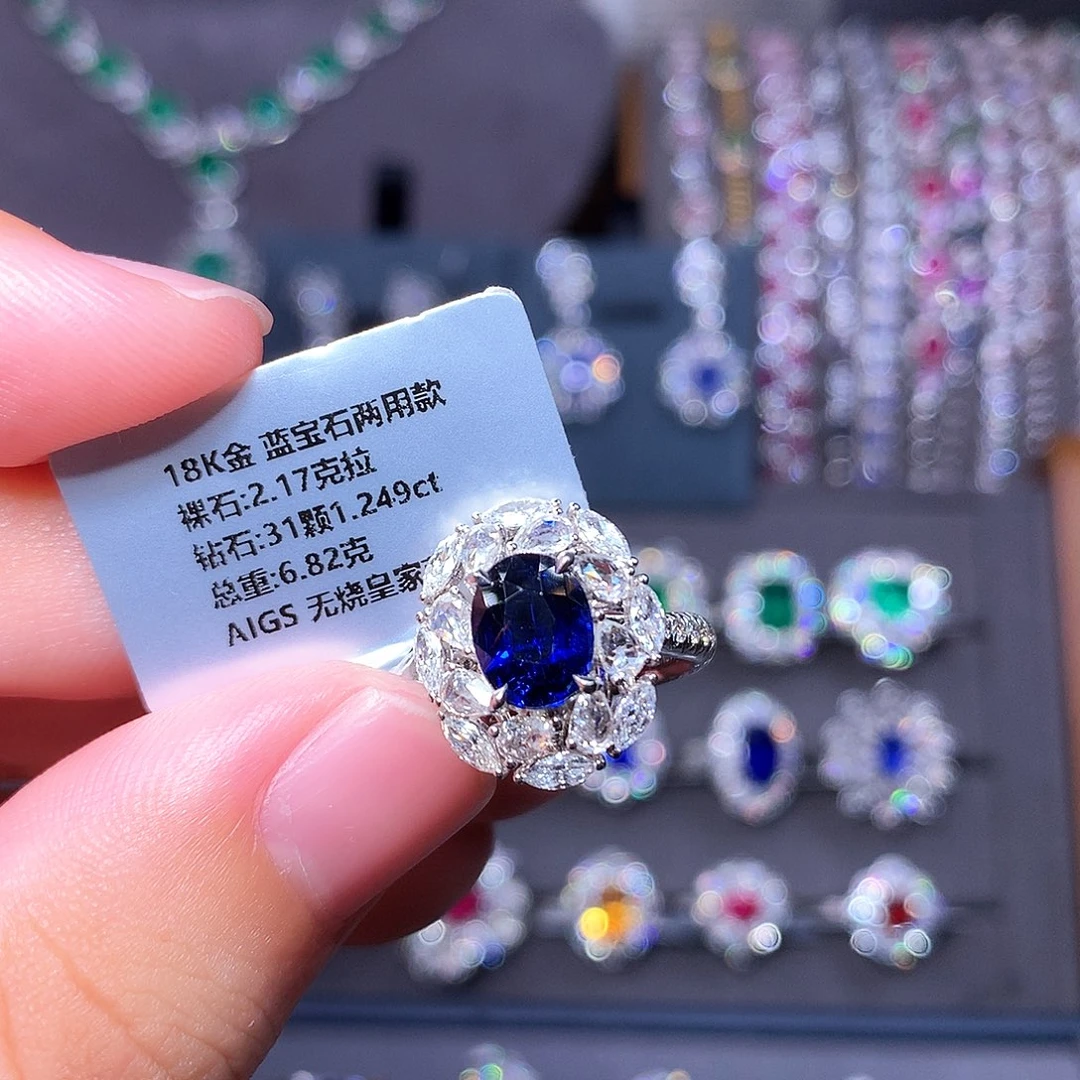 18K金 蓝宝石两用款
裸石:2.17克拉
钻石:31颗1.249ct
总重:6.82克
AIGS 无烧皇家